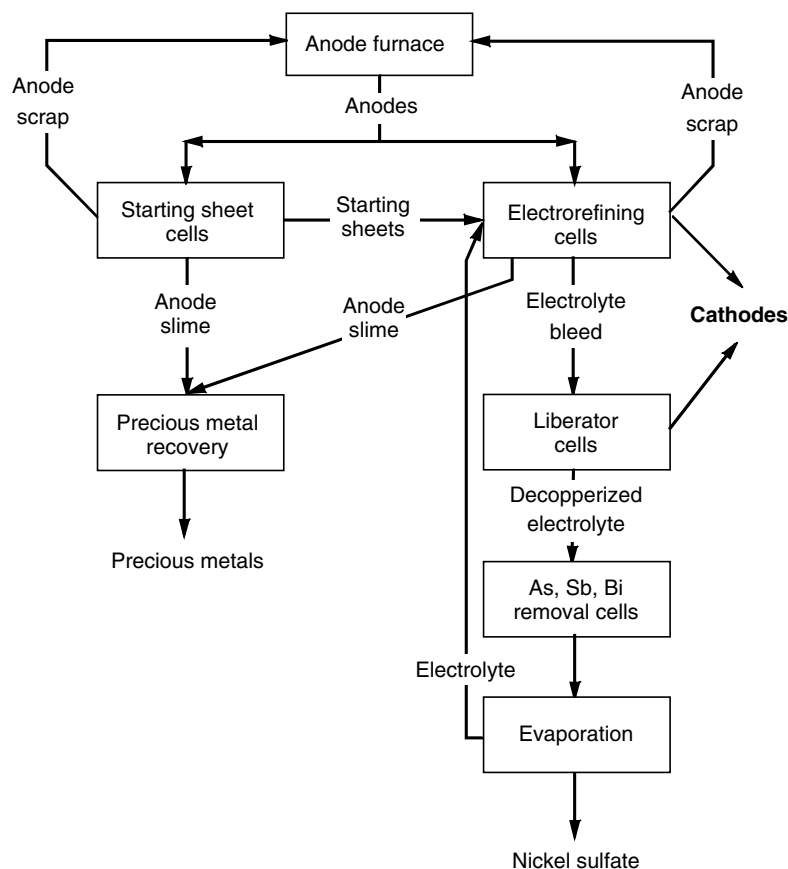 Anode furnace
Anode
scrap
Anodes
Anode
scrap
Starting sheet
cells
Starting
sheets
Electrorefining
cells
Anode
slime
Anode
slime
Electrolyte
bleed
Cathodes
Precious metal
recovery
Liberator
cells
Decopperized
electrolyte
Precious metals
As, Sb, Bi
removal cells
Electrolyte
Evaporation
Nickel sulfate